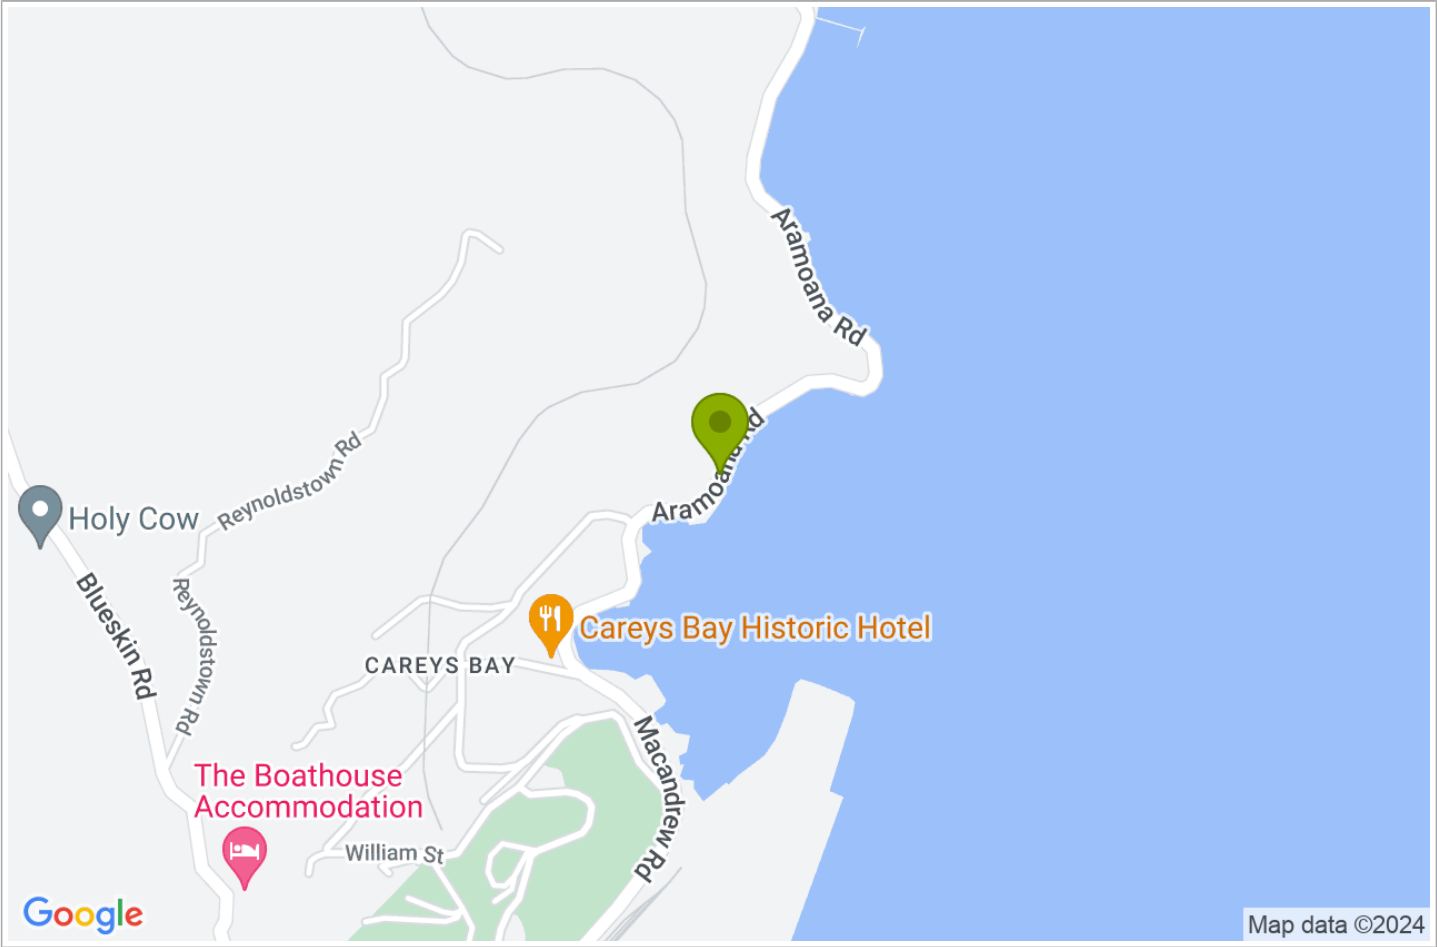 Aramoana Rd
Aramoana Rd
Reynoldstown Rd
Holy Cow
Blueskin Rd
Reynoldstown Rd
Careys Bay Historic Hotel
CAREYS BAY
Macandrew Rd
The Boathouse
Accommodation
William St
Google
Map data ©2024